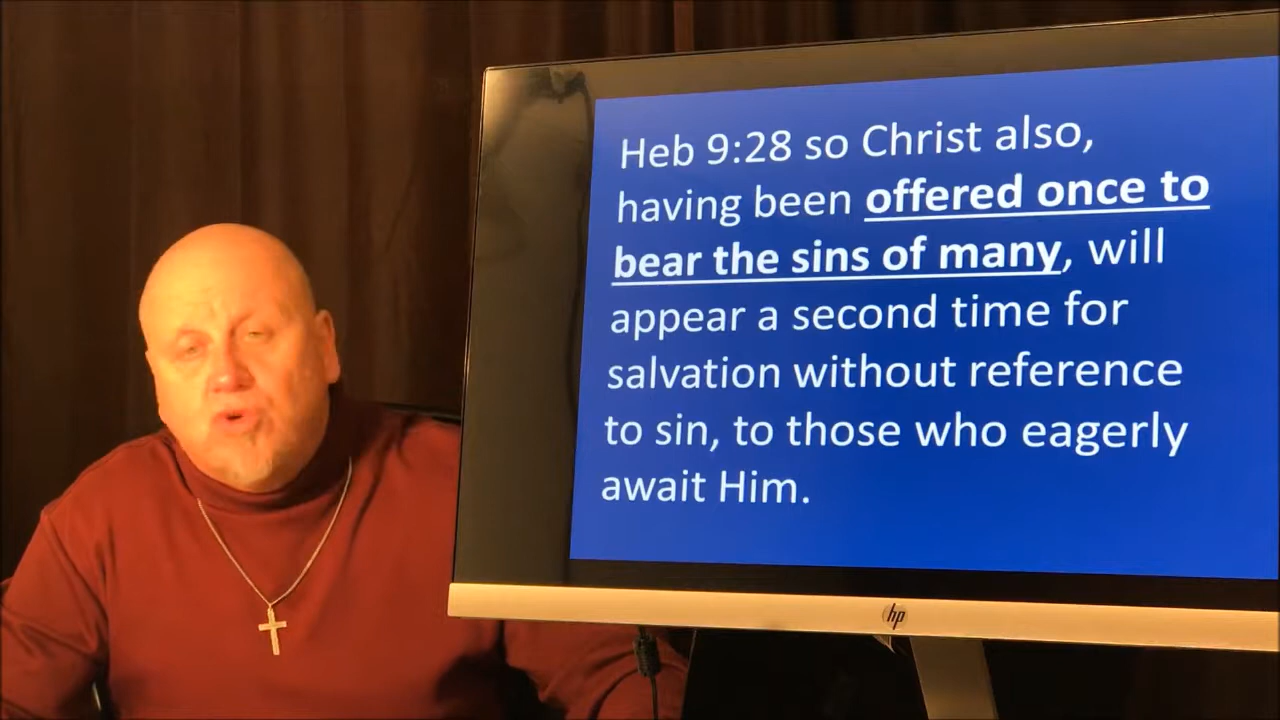 Heb 9:28 so Christ also,
having been offered once to
bear the sins of many, will
appear a second time for
salvation without reference
to sin, to those who eagerly
await Him.
hp